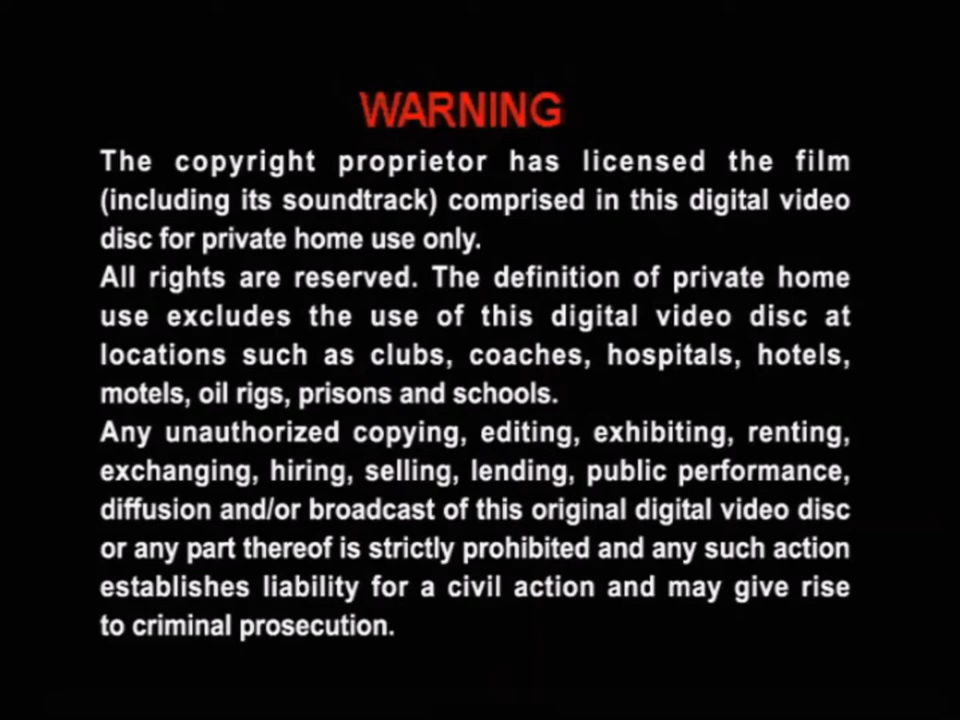 WARNING
The copyright proprietor has licensed the film
(including its soundtrack) comprised in this digital video
disc for private home use only.
All rights are reserved. The definition of private home
use excludes the use of this digital video disc at
locations such as clubs, coaches, hospitals, hotels,
motels, oil rigs, prisons and schools.
Any unauthorized copying, editing, exhibiting, renting,
exchanging, hiring, selling, lending, public performance,
diffusion and/or broadcast of this original digital video disc
or any part thereof is strictly prohibited and any such action
establishes liability for a civil action and may give rise
to criminal prosecution.